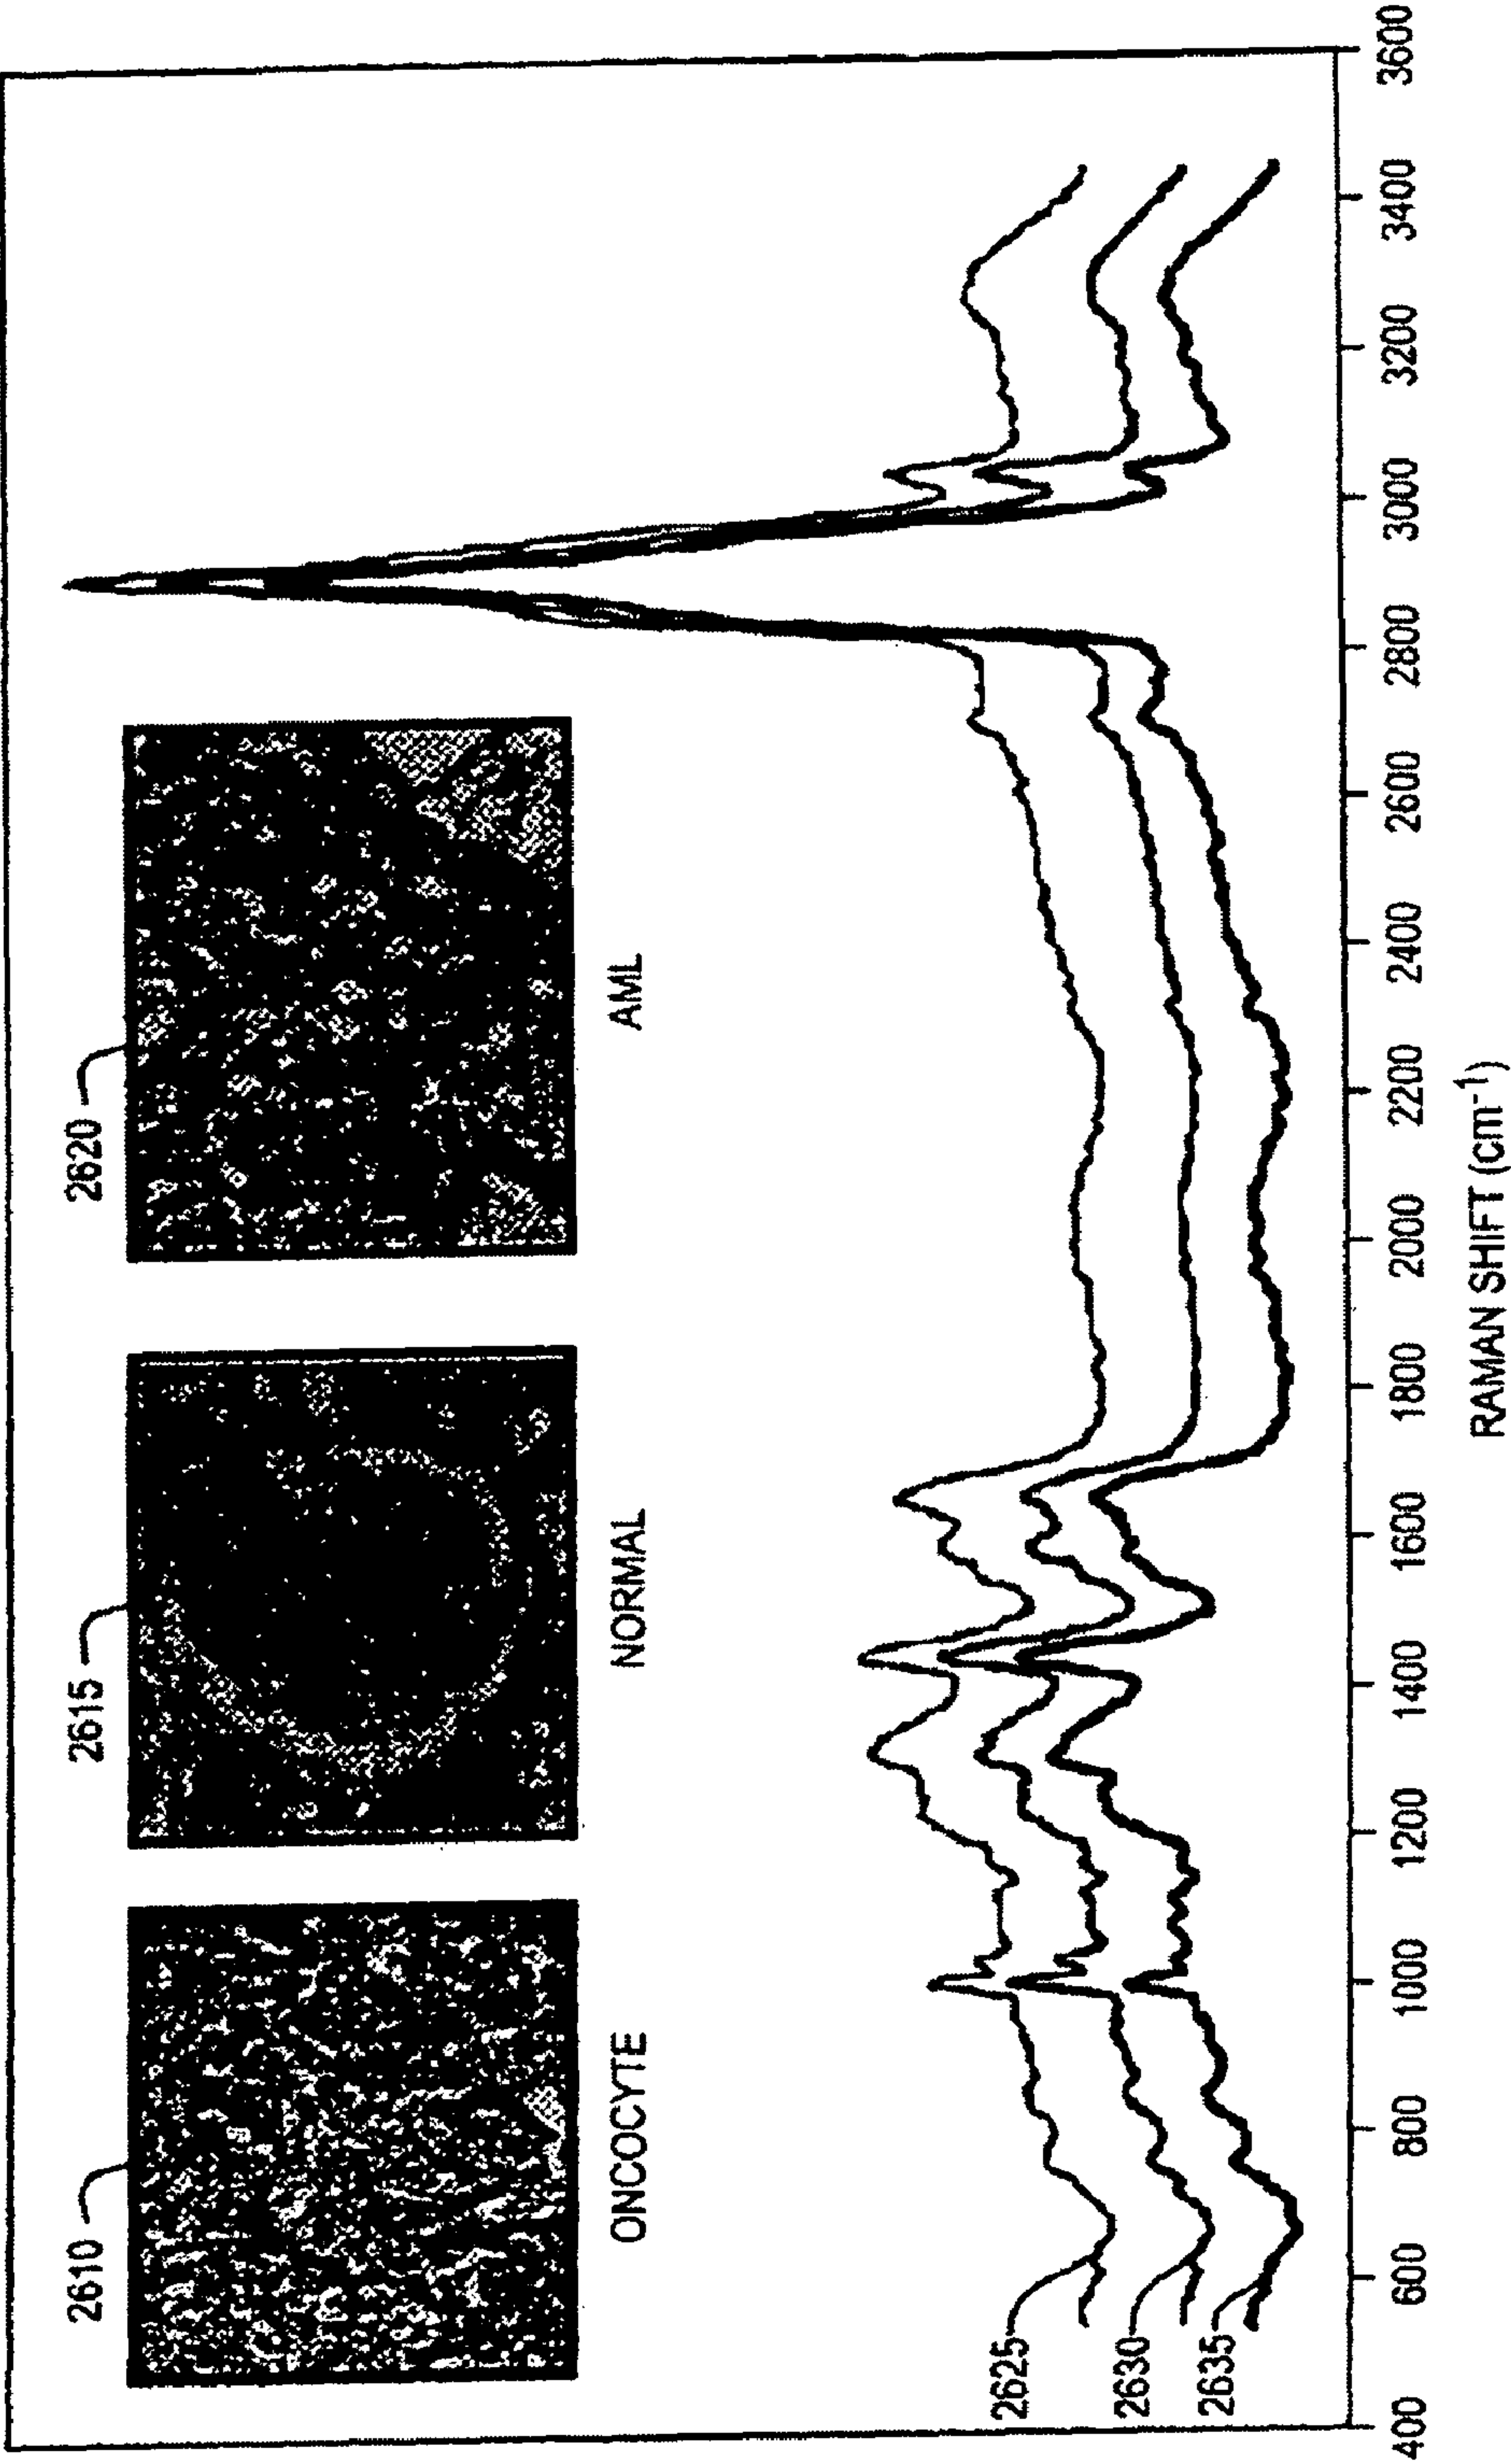 2610
2615
2620
ONCOCYTE
NORMAL
AML
2625
2630
2635
400 600 800 1000 1200 1400 1600 1800 2000 2200 2400 2600 2800 3000 3200 3400 3600
RAMAN SHIFT (cm⁻¹)